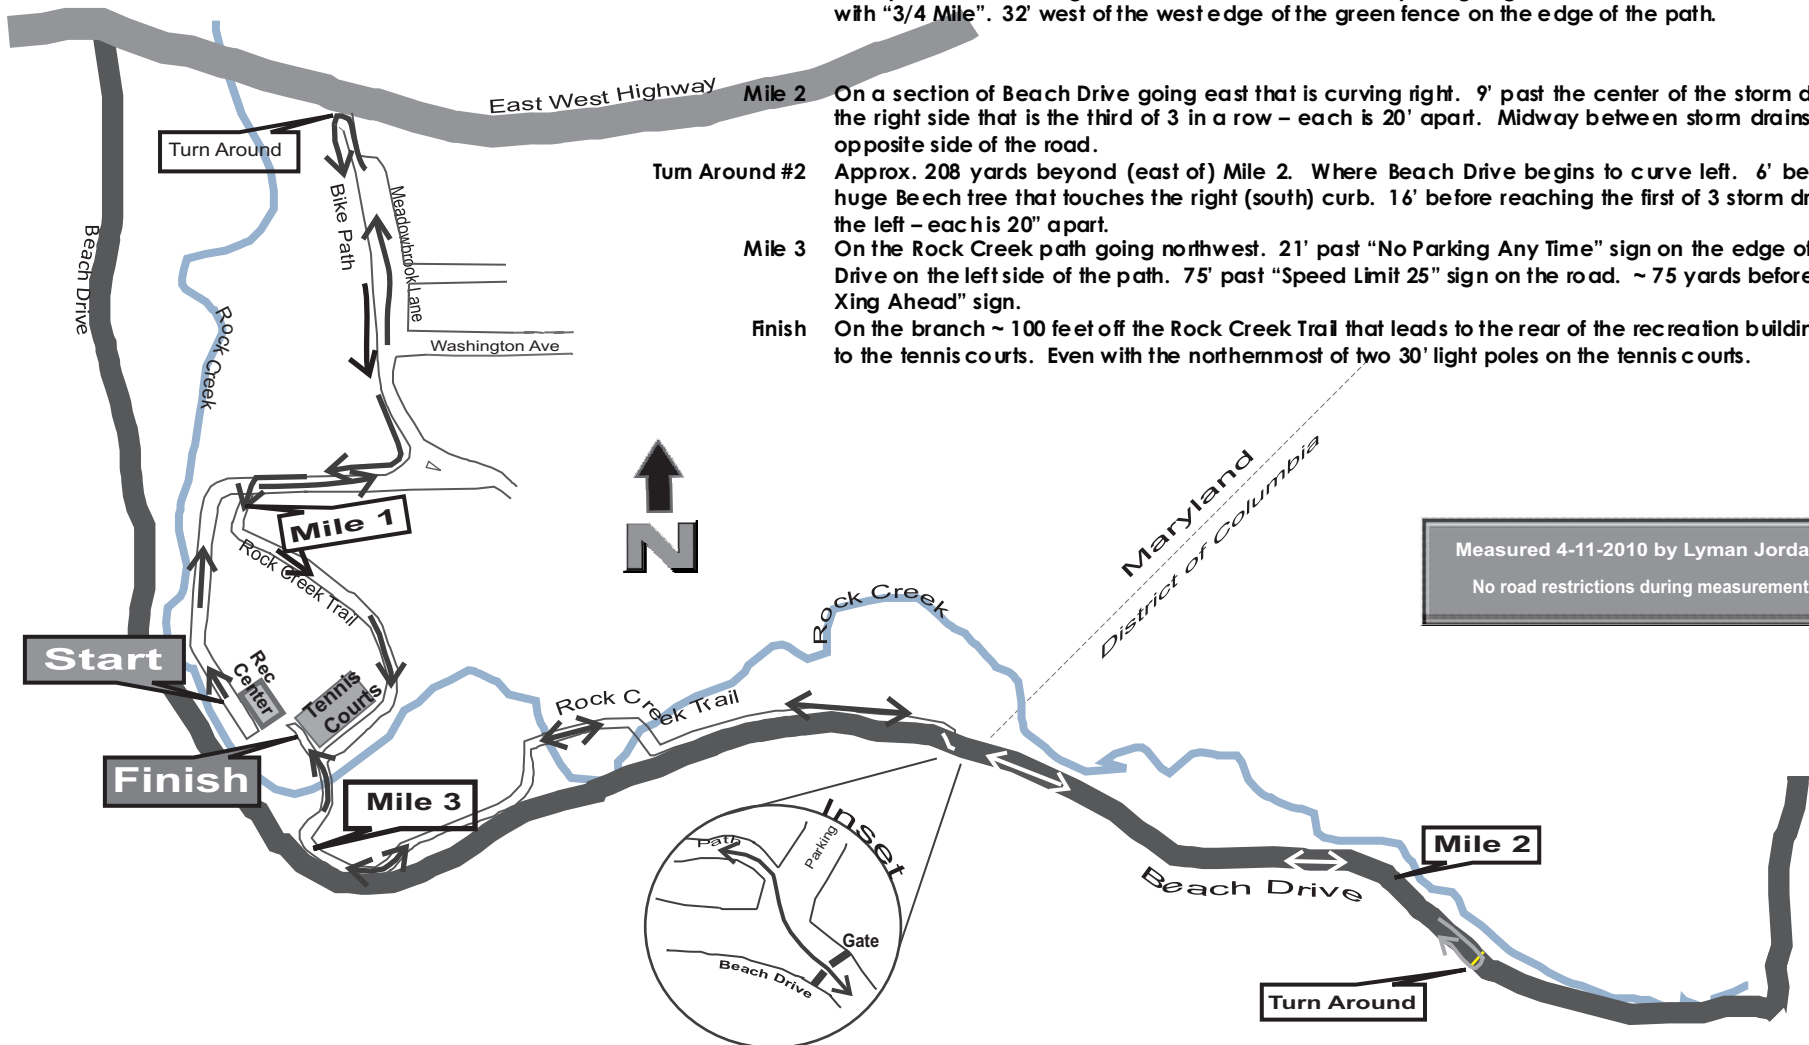 with “3/4 Mile”. 32’ west of the west edge of the green fence on the edge of the path.
Mile 2 On a section of Beach Drive going east that is curving right. 9’ past the center of the storm d
the right side that is the third of 3 in a row – each is 20’ apart. Midway between storm drains
opposite side of the road.
Turn Around #2 Approx. 208 yards beyond (east of) Mile 2. Where Beach Drive begins to curve left. 6’ be
huge Beech tree that touches the right (south) curb. 16’ before reaching the first of 3 storm dr
the left – each is 20” apart.
Mile 3 On the Rock Creek path going northwest. 21’ past “No Parking Any Time” sign on the edge of
Drive on the left side of the path. 75’ past “Speed Limit 25” sign on the road. ~ 75 yards before
Xing Ahead” sign.
Finish On the branch ~ 100 feet off the Rock Creek Trail that leads to the rear of the recreation buildin
to the tennis courts. Even with the northernmost of two 30’ light poles on the tennis courts.
East West Highway
Turn Around
Bike Path
Meadowbrook Lane
Beach Drive
Rock Creek
Washington Ave
N
Mile 1
Rock Creek Trail
Maryland
District of Columbia
Measured 4-11-2010 by Lyman Jorda
No road restrictions during measurement
Start
Rec
Center
Tennis
Courts
Rock Creek
Rock Creek Trail
Finish
Mile 3
Inset
Path
Parking
Gate
Beach Drive
Mile 2
Beach Drive
Turn Around